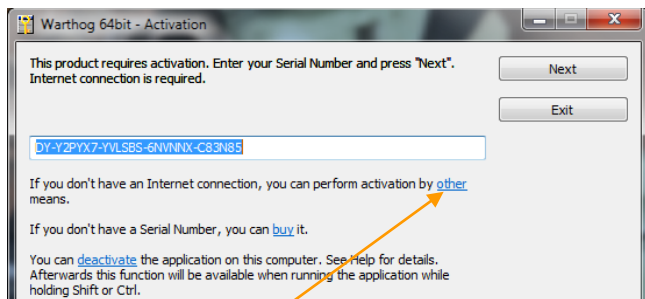 Warthog 64bit - Activation
This product requires activation. Enter your Serial Number and press "Next".
Internet connection is required.
Next
Exit
DY-Y2PYX7-YVLSBS-6NVNNX-C83N85
If you don't have an Internet connection, you can perform activation by other
means.
If you don't have a Serial Number, you can buy it.
You can deactivate the application on this computer. See Help for details.
Afterwards this function will be available when running the application while
holding Shift or Ctrl.